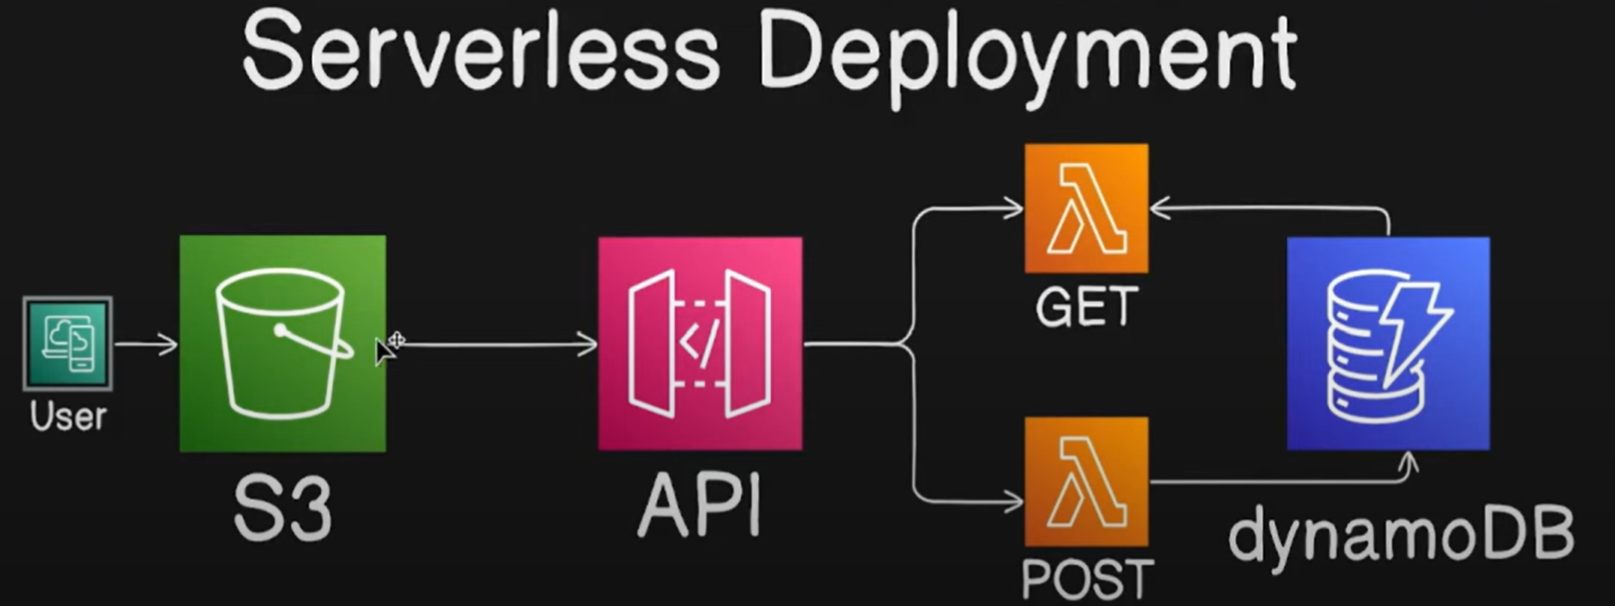 Serverless Deployment
User
S3
API
</>
GET
POST
dynamoDB